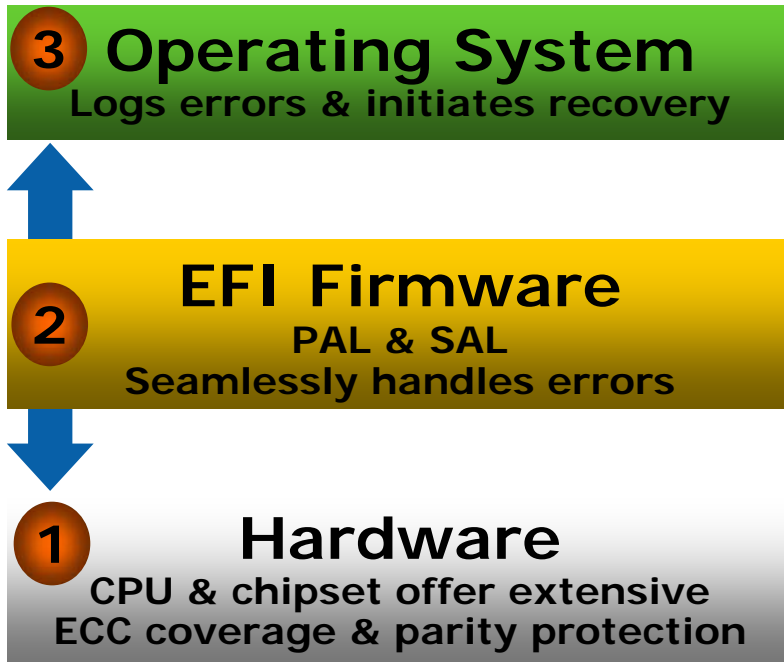 3
Operating System
Logs errors & initiates recovery
2
EFI Firmware
PAL & SAL
Seamlessly handles errors
1
Hardware
CPU & chipset offer extensive
ECC coverage & parity protection